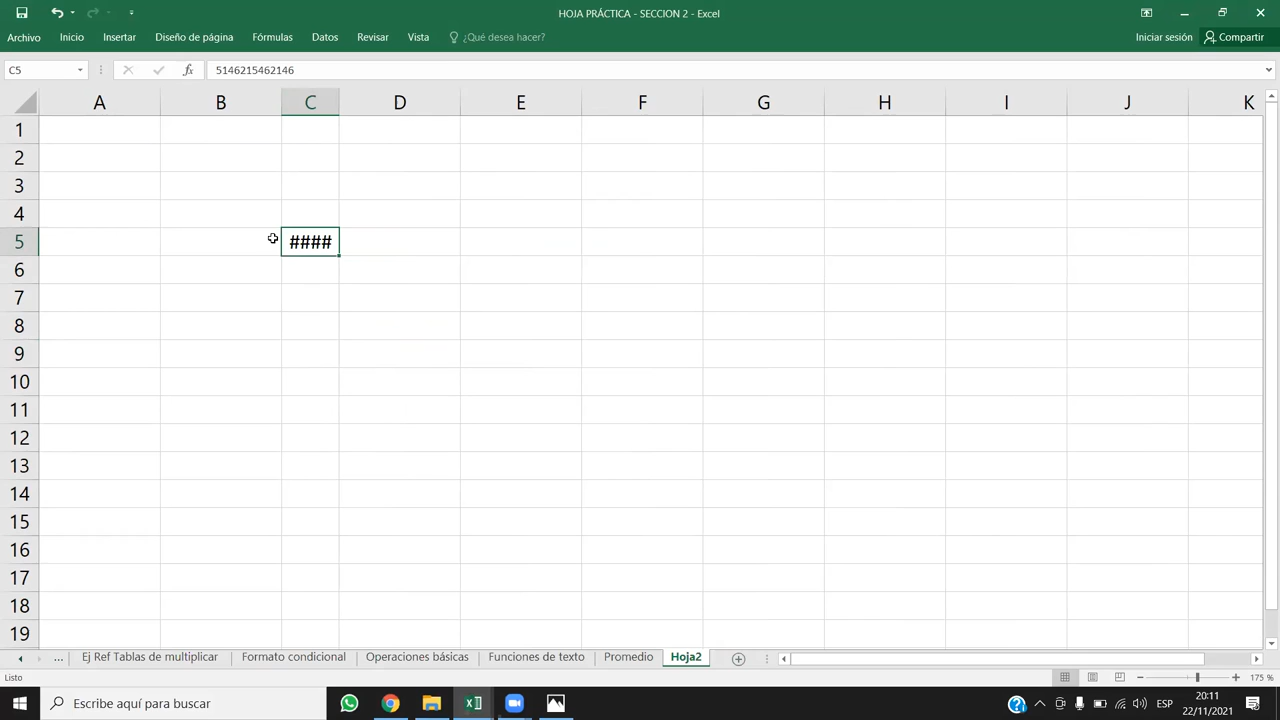 HOJA PRÁCTICA - SECCION 2 - Excel
Archivo Inicio Insertar Diseño de página Fórmulas Datos Revisar Vista ¿Qué desea hacer? Iniciar sesión Compartir
C5 fx 5146215462146
A B C D E F G H I J K
1
2
3
4
5 ####
6
7
8
9
10
11
12
13
14
15
16
17
18
19
... Ej Ref Tablas de multiplicar Formato condicional Operaciones básicas Funciones de texto Promedio Hoja2
Listo 175 %
Escribe aquí para buscar ESP 20:11
22/11/2021